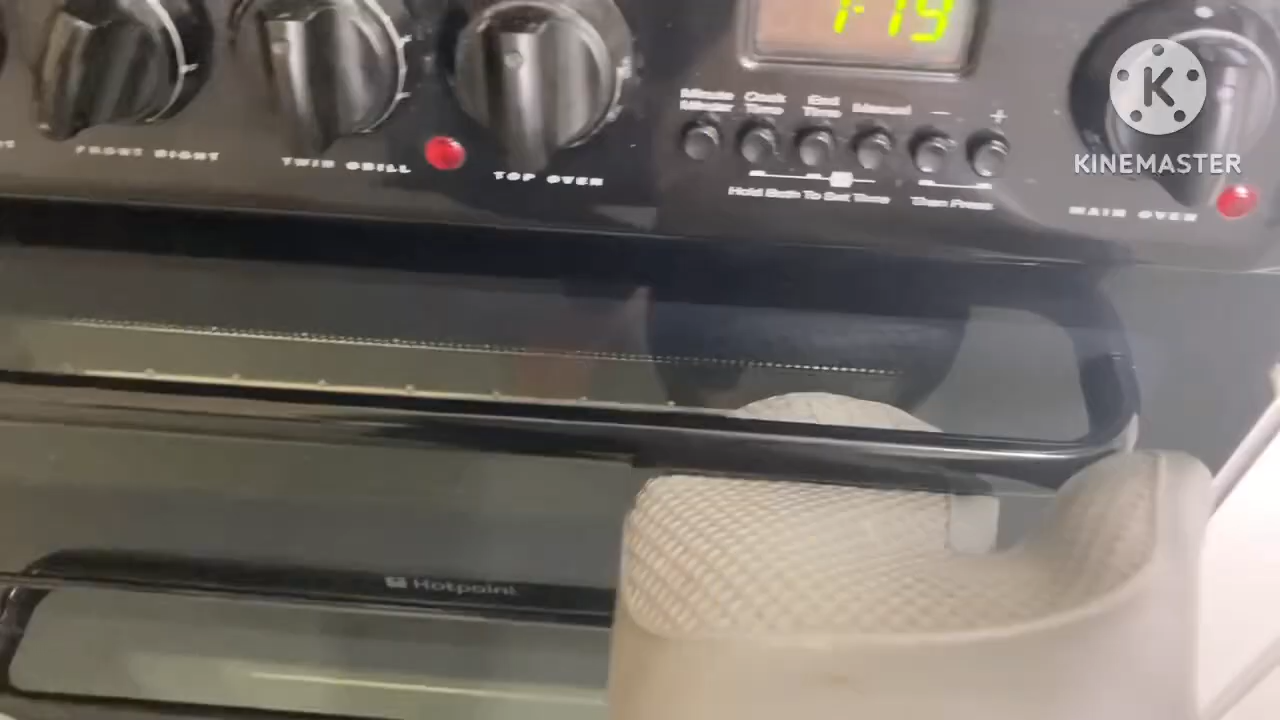 1:19
Minute Minder
Cook Time
End Time
Manual
- +
KINEMASTER
FRONT RIGHT
TWIN GRILL
TOP OVEN
Hold Both To Set Time
Then Press
MAIN OVEN
Hotpoint